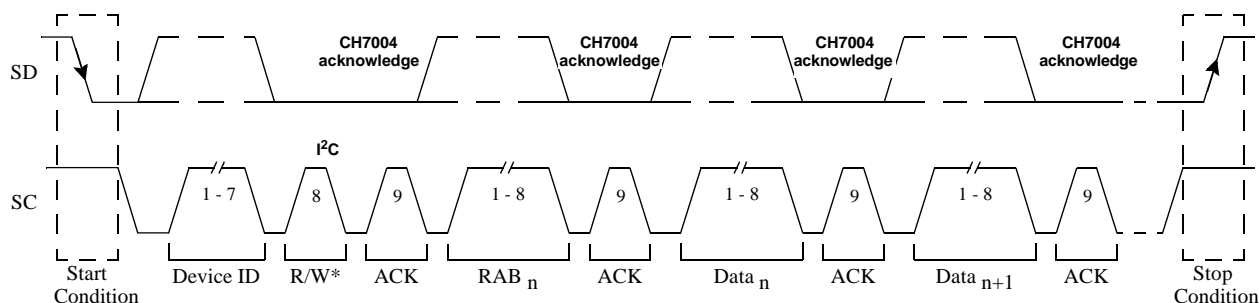 CH7004 acknowledge
CH7004 acknowledge
CH7004 acknowledge
CH7004 acknowledge
SD
I²C
SC
1 - 7
8
9
1 - 8
9
1 - 8
9
1 - 8
9
Start Condition
Device ID
R/W*
ACK
RAB n
ACK
Data n
ACK
Data n+1
ACK
Stop Condition